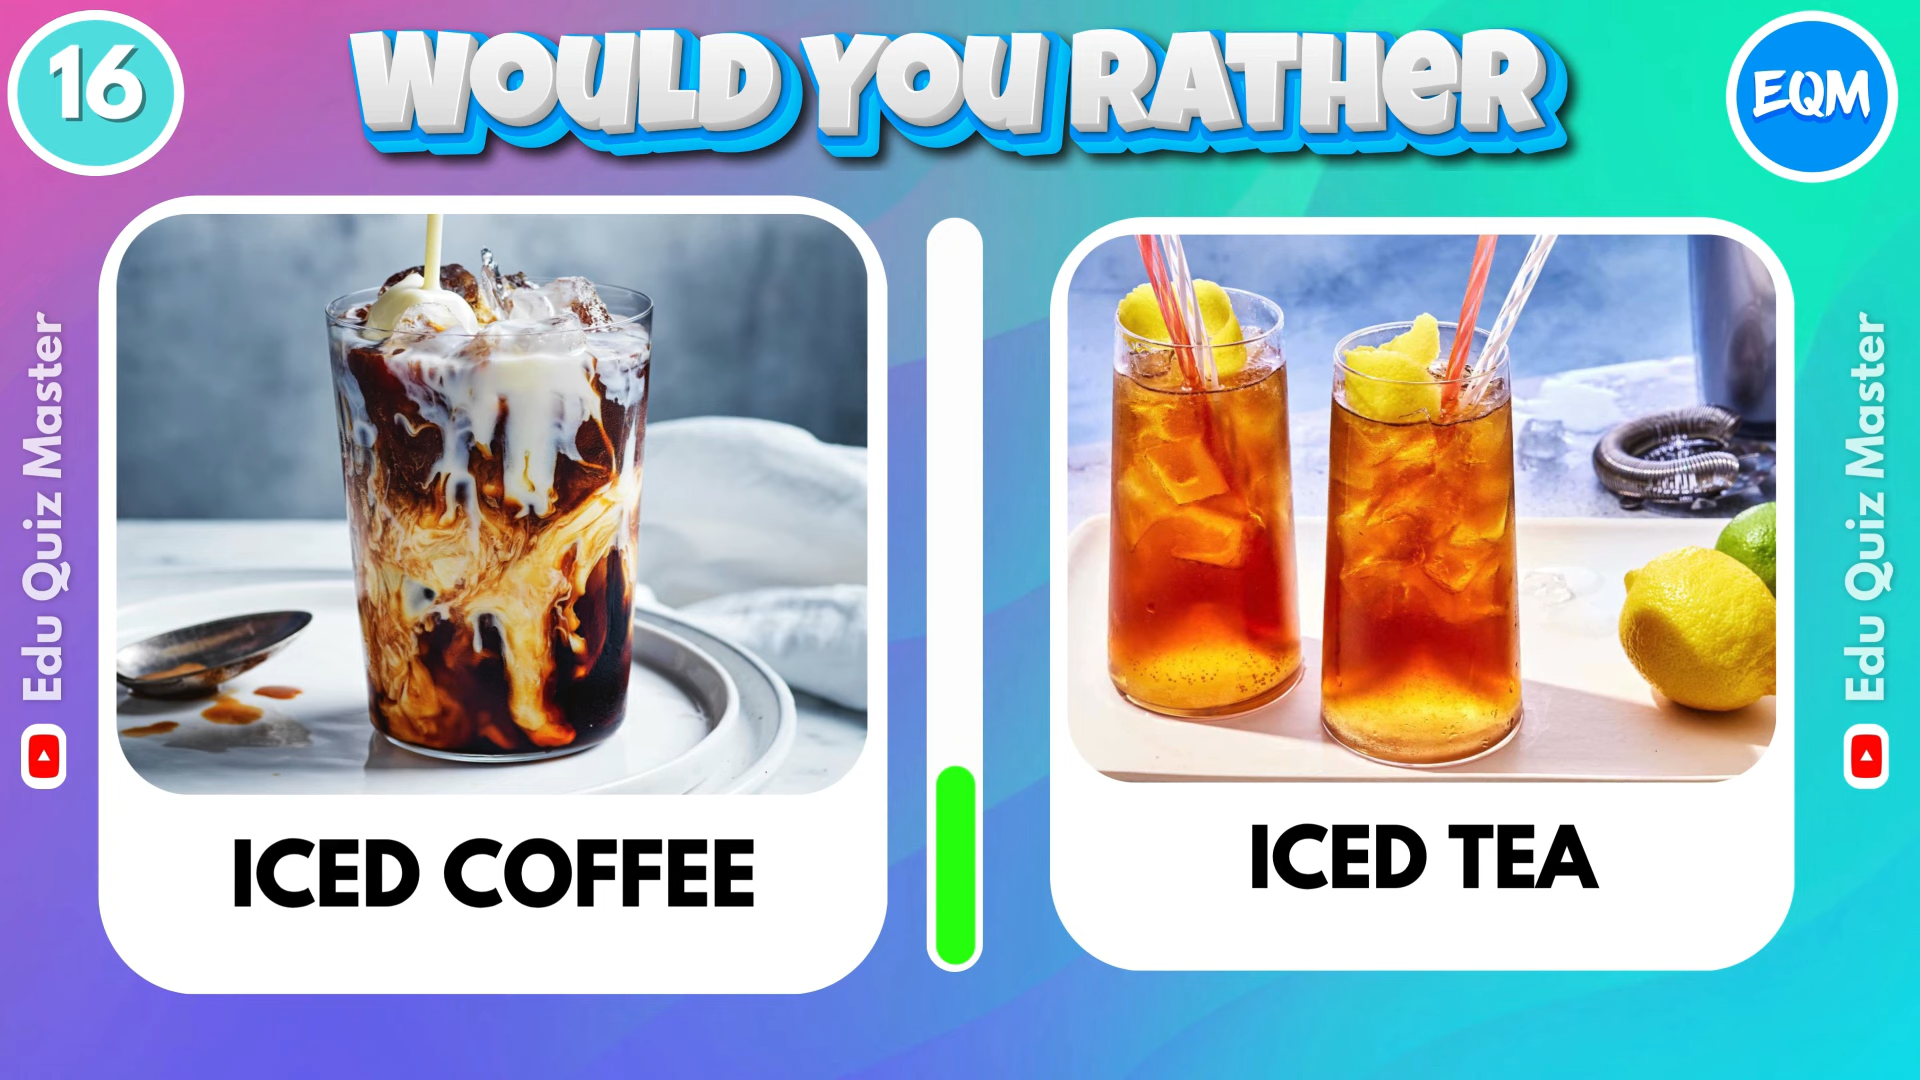 16
WOULD YOU RATHER
EQM
Edu Quiz Master
ICED COFFEE
ICED TEA
Edu Quiz Master